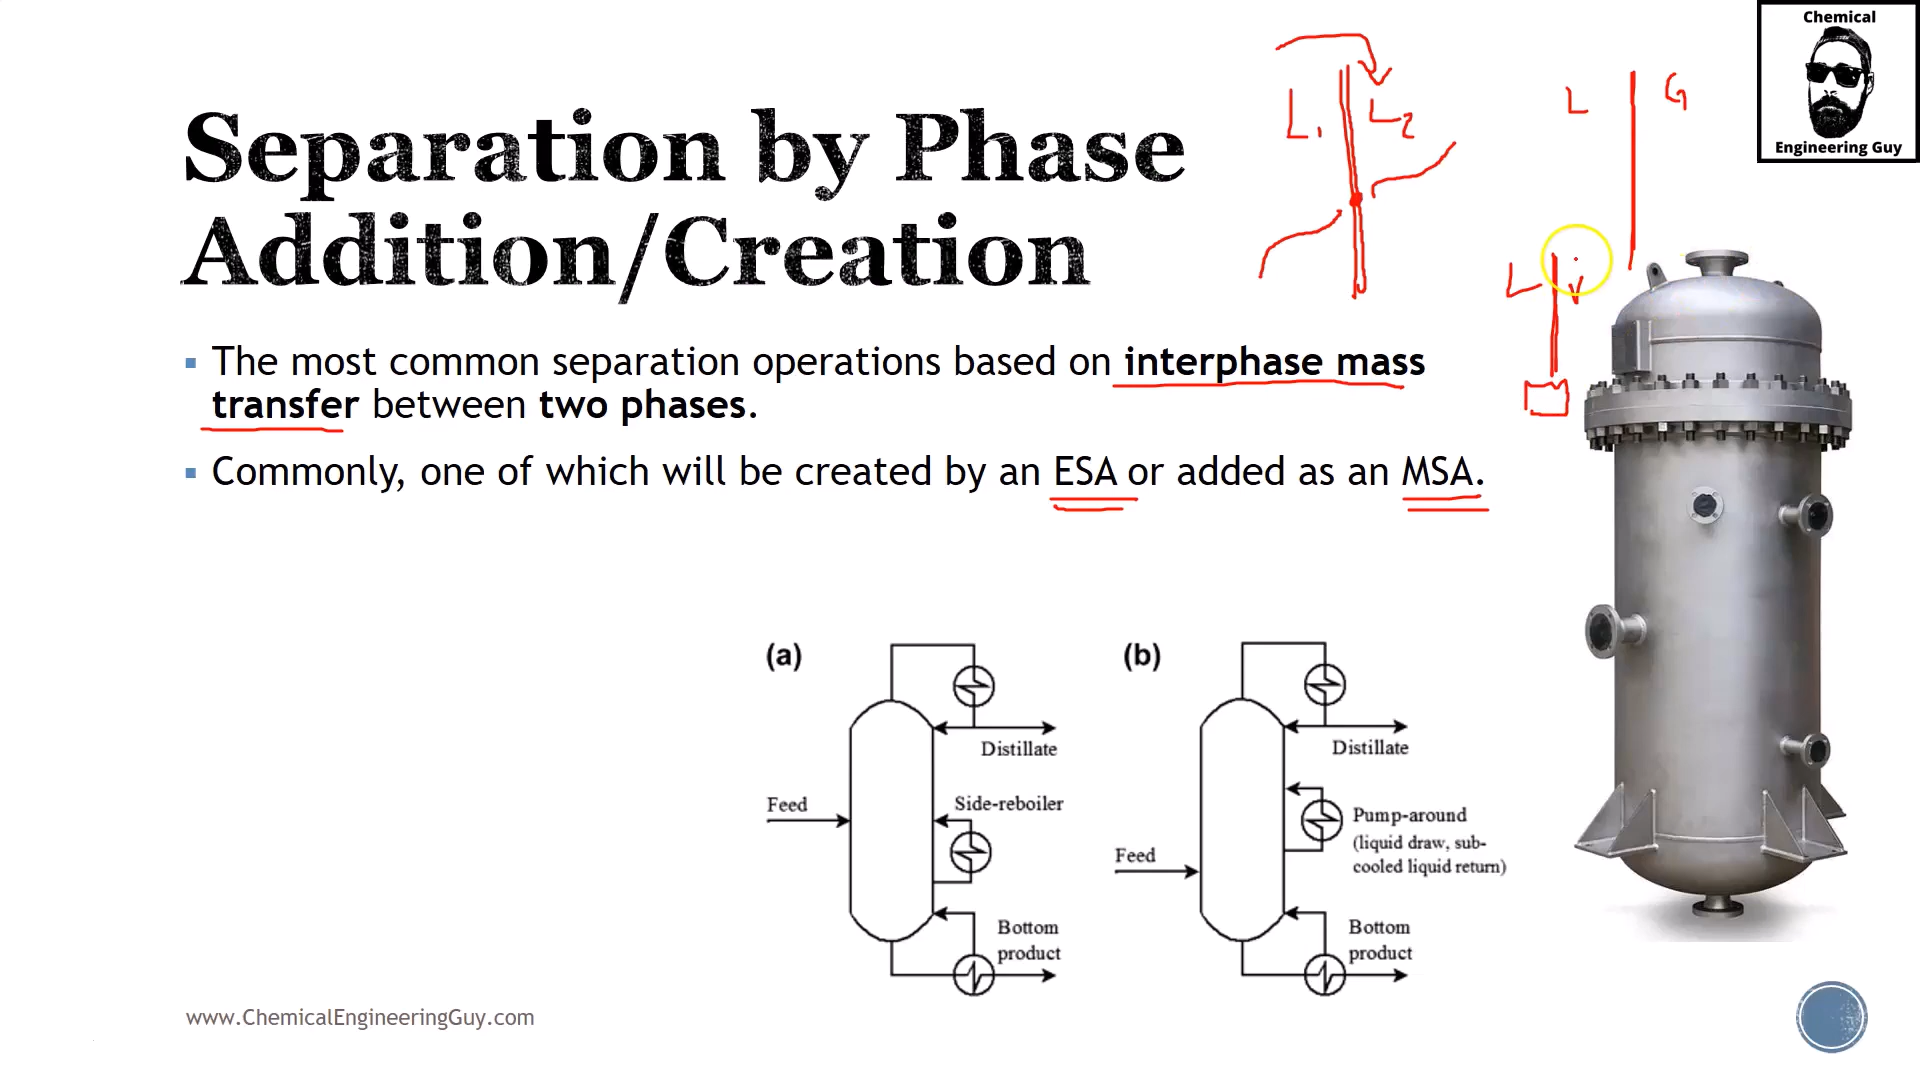 Chemical
Engineering Guy
Separation by Phase
Addition/Creation
L1
L2
L
G
L
V
▪ The most common separation operations based on interphase mass
transfer between two phases.
▪ Commonly, one of which will be created by an ESA or added as an MSA.
(a)
Distillate
Feed
Side-reboiler
Bottom
product
(b)
Distillate
Pump-around
(liquid draw, sub-
cooled liquid return)
Feed
Bottom
product
www.ChemicalEngineeringGuy.com